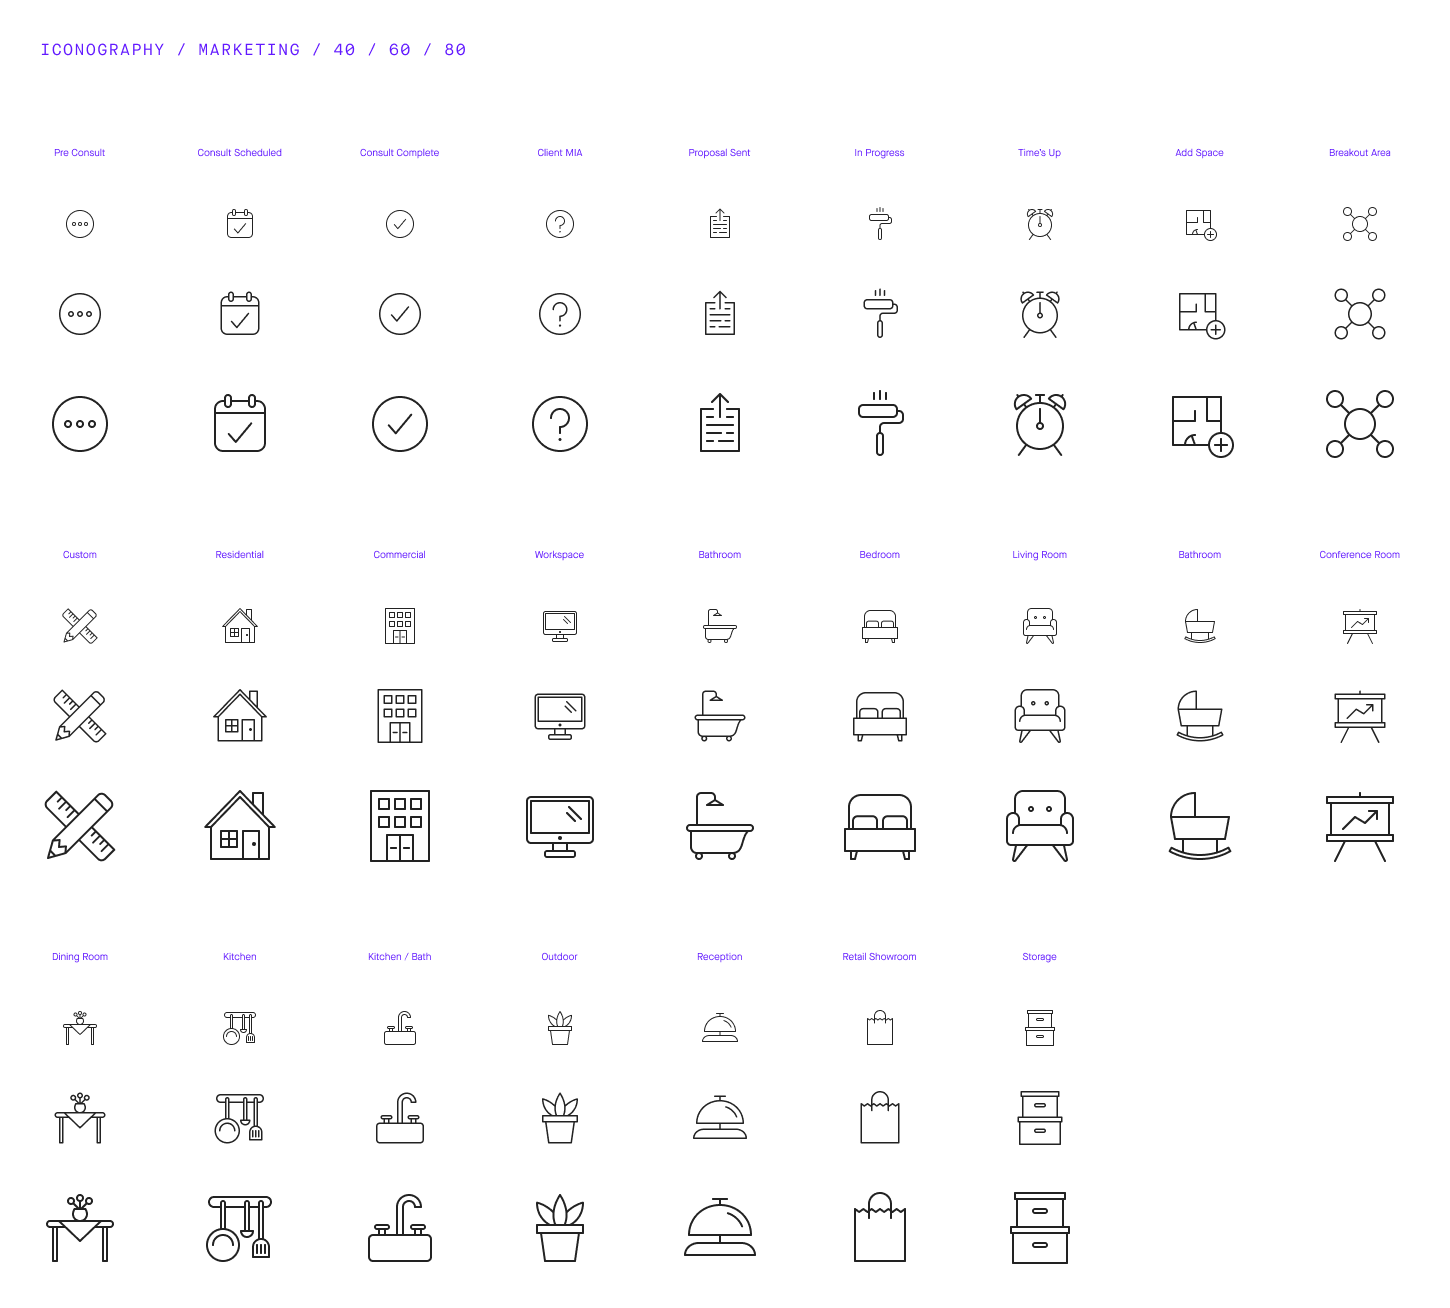 ICONOGRAPHY / MARKETING / 40 / 60 / 80
Pre Consult Consult Scheduled Consult Complete Client MIA Proposal Sent In Progress Time's Up Add Space Breakout Area
Custom Residential Commercial Workspace Bathroom Bedroom Living Room Bathroom Conference Room
Dining Room Kitchen Kitchen / Bath Outdoor Reception Retail Showroom Storage